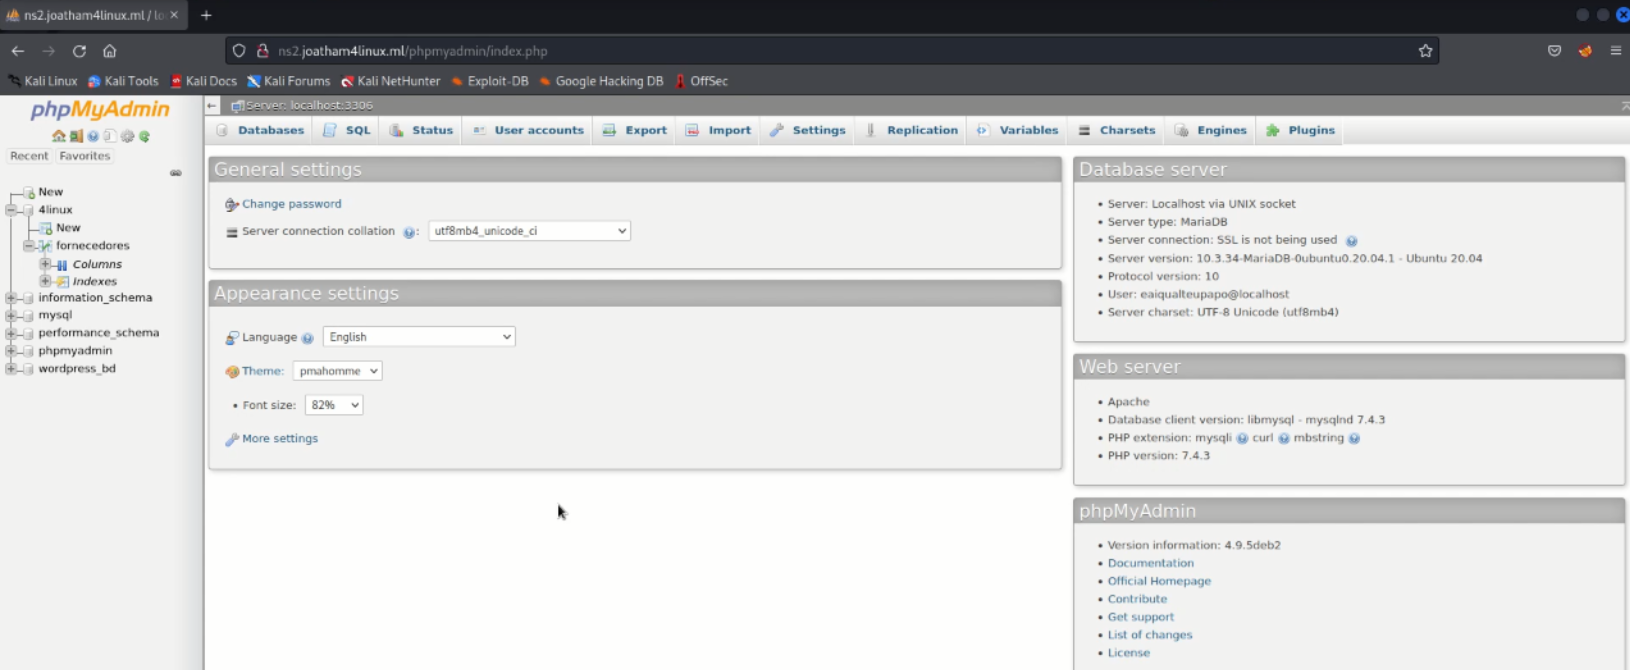 ns2.joatham4linux.ml / lo
ns2.joatham4linux.ml/phpmyadmin/index.php
Kali Linux Kali Tools Kali Docs Kali Forums Kali NetHunter Exploit-DB Google Hacking DB OffSec
phpMyAdmin
Recent Favorites
New
4linux
New
fornecedores
Columns
Indexes
information_schema
mysql
performance_schema
phpmyadmin
wordpress_bd
Server: localhost:3306
Databases SQL Status User accounts Export Import Settings Replication Variables Charsets Engines Plugins
General settings
Change password
Server connection collation : utf8mb4_unicode_ci
Appearance settings
Language English
Theme: pmahomme
• Font size: 82%
More settings
Database server
• Server: Localhost via UNIX socket
• Server type: MariaDB
• Server connection: SSL is not being used
• Server version: 10.3.34-MariaDB-0ubuntu0.20.04.1 - Ubuntu 20.04
• Protocol version: 10
• User: eaiqualteupapo@localhost
• Server charset: UTF-8 Unicode (utf8mb4)
Web server
• Apache
• Database client version: libmysql - mysqlnd 7.4.3
• PHP extension: mysqli curl mbstring
• PHP version: 7.4.3
phpMyAdmin
• Version information: 4.9.5deb2
• Documentation
• Official Homepage
• Contribute
• Get support
• List of changes
• License